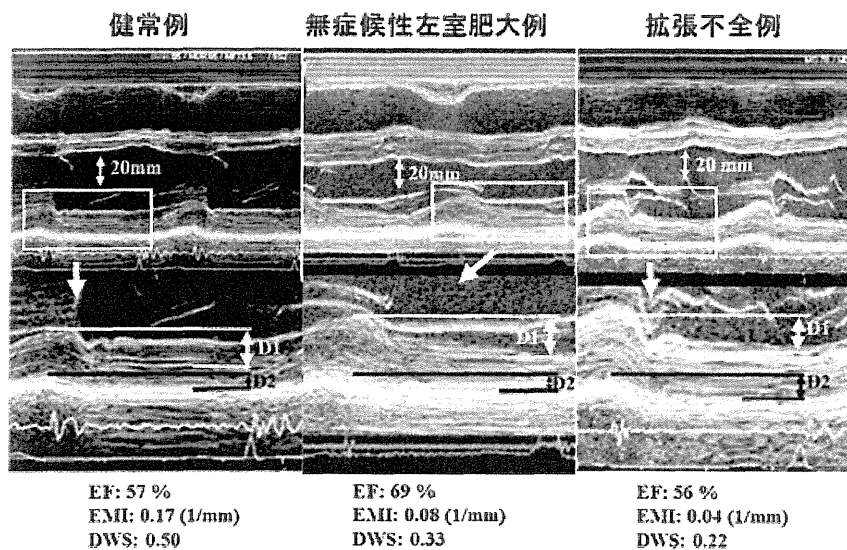 健常例
無症候性左室肥大例
拡張不全例
20mm
20mm
20 mm
D1
D2
D1
D2
D1
D2
EF: 57 %
EMI: 0.17 (1/mm)
DWS: 0.50
EF: 69 %
EMI: 0.08 (1/mm)
DWS: 0.33
EF: 56 %
EMI: 0.04 (1/mm)
DWS: 0.22